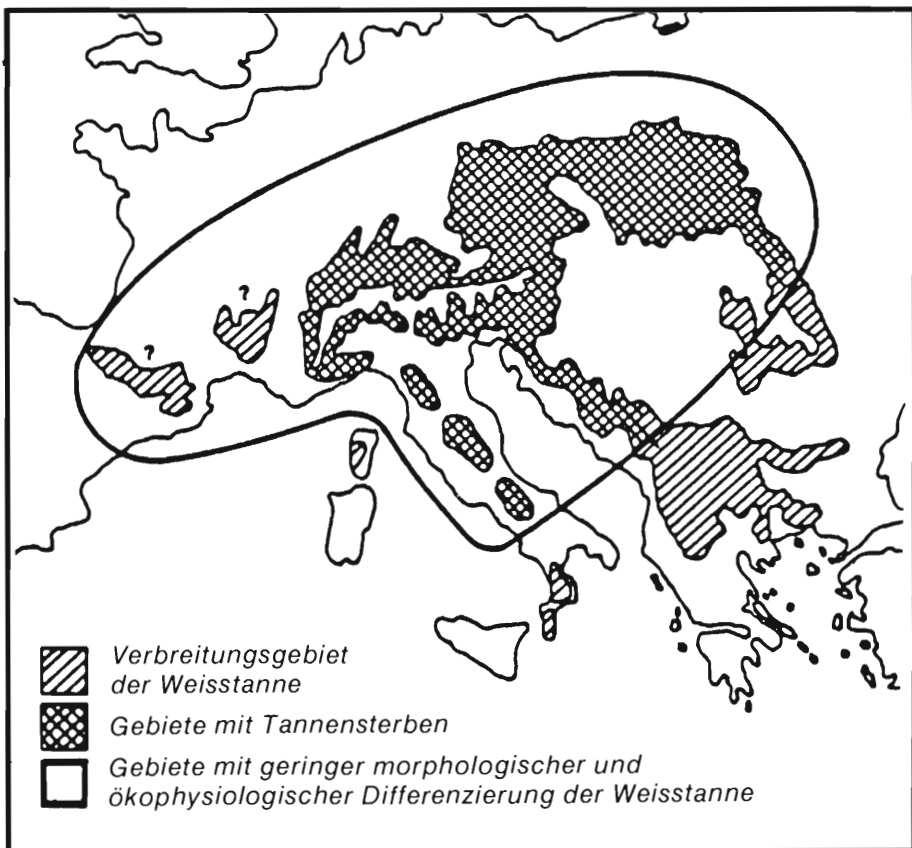 ?
?
Verbreitungsgebiet
der Weisstanne
Gebiete mit Tannensterben
Gebiete mit geringer morphologischer und
ökophysiologischer Differenzierung der Weisstanne